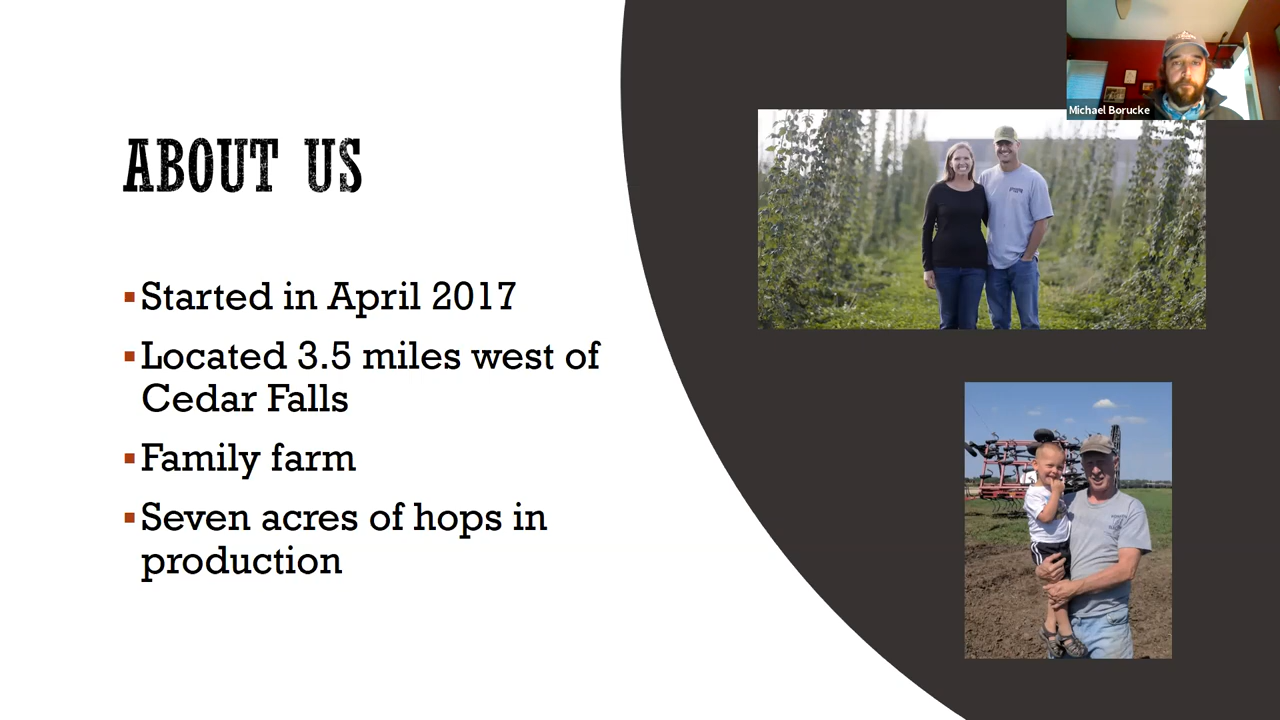 Michael Borucke
ABOUT US
▪Started in April 2017
▪Located 3.5 miles west of
Cedar Falls
▪Family farm
▪Seven acres of hops in
production